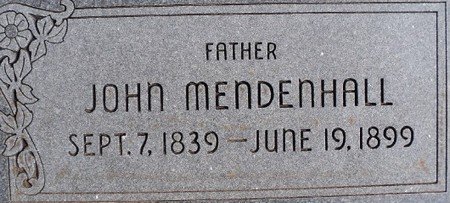 FATHER
JOHN MENDENHALL
SEPT. 7, 1839 – JUNE 19, 1899